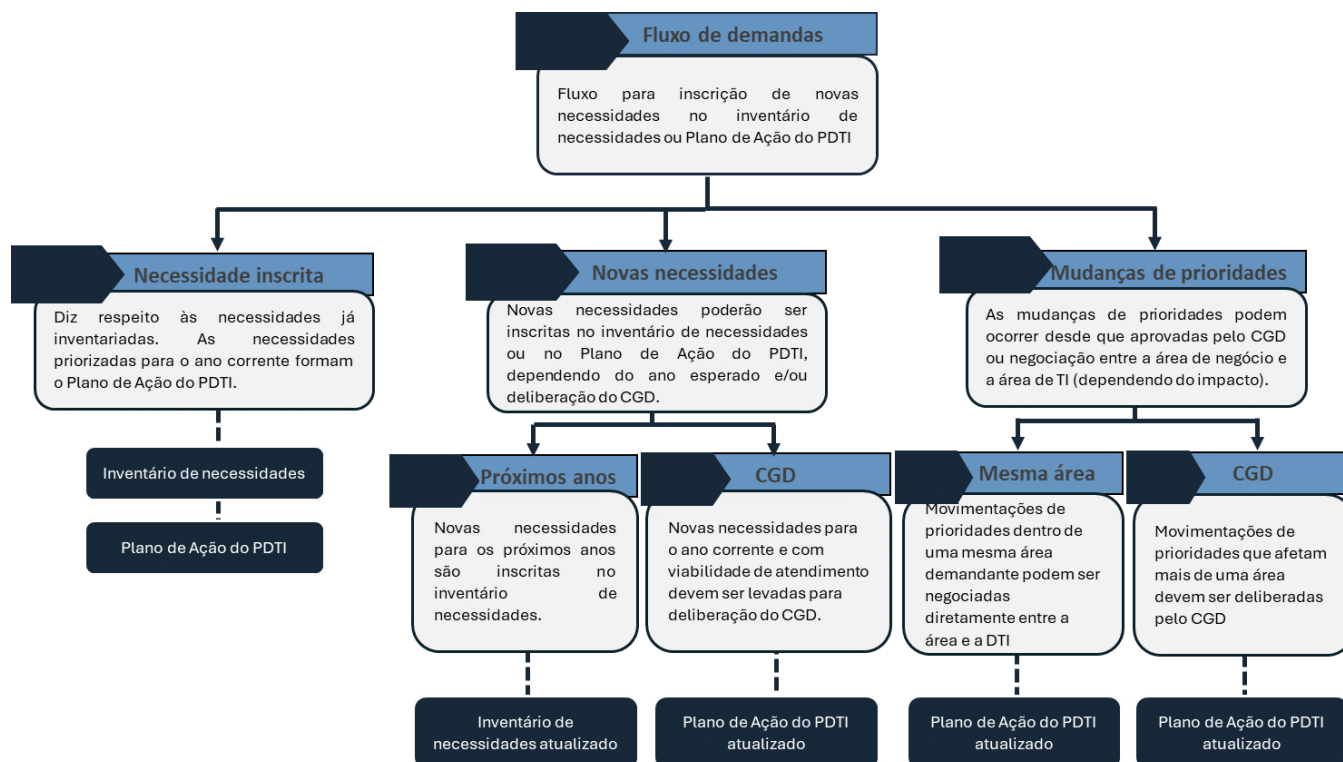 Fluxo de demandas
Fluxo para inscrição de novas
necessidades no inventário de
necessidades ou Plano de Ação do PDTI
Necessidade inscrita
Diz respeito às necessidades já
inventariadas. As necessidades
priorizadas para o ano corrente formam
o Plano de Ação do PDTI.
Inventário de necessidades
Plano de Ação do PDTI
Novas necessidades
Novas necessidades poderão ser
inscritas no inventário de necessidades
ou no Plano de Ação do PDTI,
dependendo do ano esperado e/ou
deliberação do CGD.
Próximos anos
Novas necessidades
para os próximos anos
são inscritas no
inventário de
necessidades.
Inventário de
necessidades atualizado
CGD
Novas necessidades para
o ano corrente e com
viabilidade de atendimento
devem ser levadas para
deliberação do CGD.
Plano de Ação do PDTI
atualizado
Mudanças de prioridades
As mudanças de prioridades podem
ocorrer desde que aprovadas pelo CGD
ou negociação entre a área de negócio e
a área de TI (dependendo do impacto).
Mesma área
Movimentações de
prioridades dentro de
uma mesma área
demandante podem ser
negociadas
diretamente entre a
área e a DTI
Plano de Ação do PDTI
atualizado
CGD
Movimentações de
prioridades que afetam
mais de uma área
devem ser deliberadas
pelo CGD
Plano de Ação do PDTI
atualizado